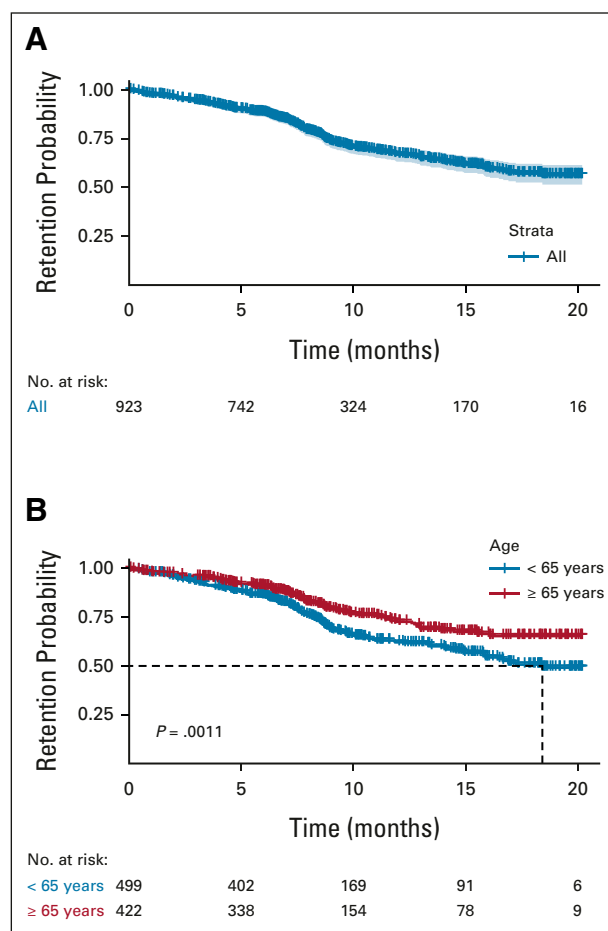 A
Retention Probability
1.00
0.75
0.50
0.25
Strata
All
0 5 10 15 20
Time (months)
No. at risk:
All 923 742 324 170 16
B
Retention Probability
1.00
0.75
0.50
0.25
Age
< 65 years
≥ 65 years
P = .0011
0 5 10 15 20
Time (months)
No. at risk:
< 65 years 499 402 169 91 6
≥ 65 years 422 338 154 78 9